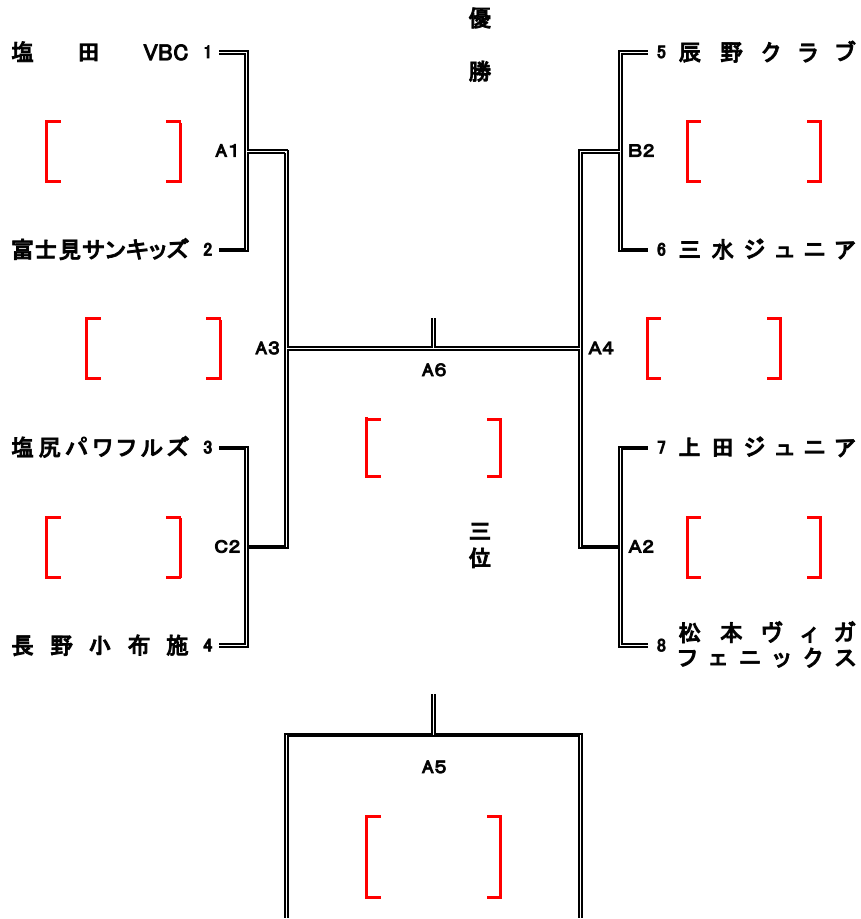 優
勝
塩田 VBC 1
5 辰野クラブ
A1
B2
富士見サンキッズ 2
6 三水ジュニア
A3
A4
A6
塩尻パワフルズ 3
7 上田ジュニア
三
位
C2
A2
長野小布施 4
8 松本ヴィガ
フェニックス
A5